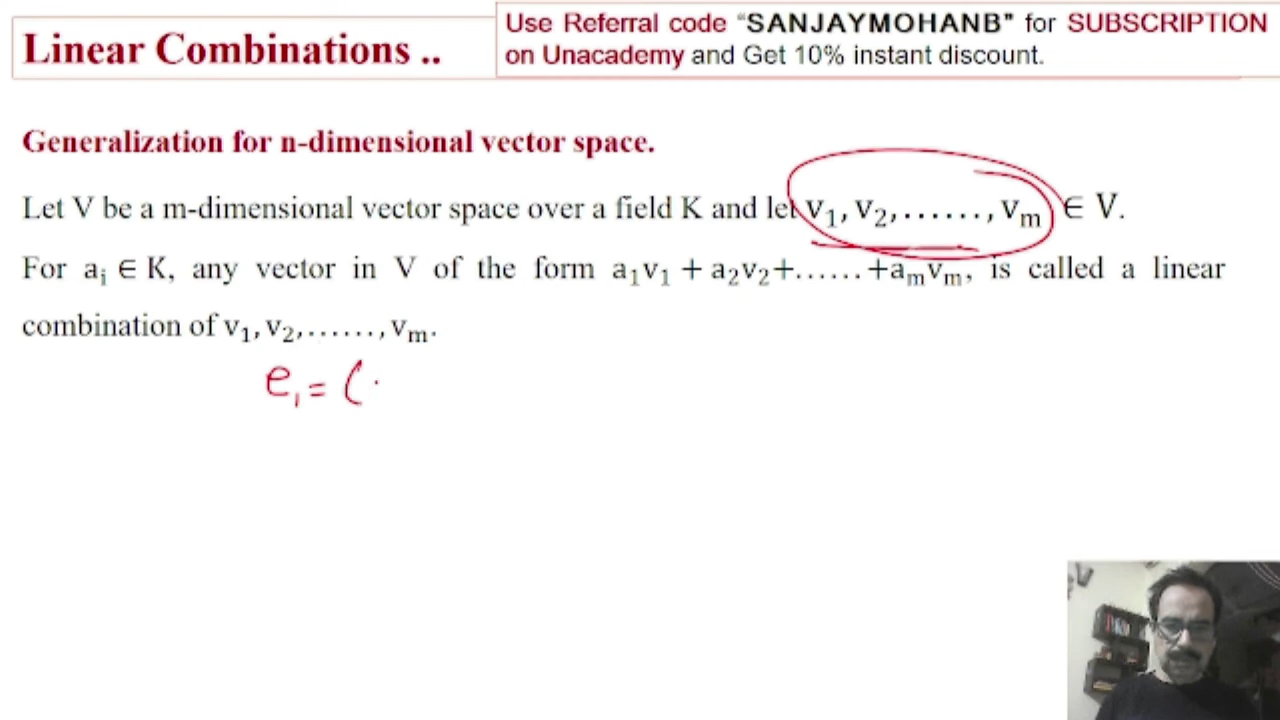 Linear Combinations ..
Use Referral code “SANJAYMOHANB” for SUBSCRIPTION
on Unacademy and Get 10% instant discount.
Generalization for n-dimensional vector space.
Let V be a m-dimensional vector space over a field K and let v₁, v₂, ……, vₘ ∈ V.
For aᵢ ∈ K, any vector in V of the form a₁v₁ + a₂v₂+……+aₘvₘ, is called a linear
combination of v₁, v₂, ……, vₘ.
e₁ = (